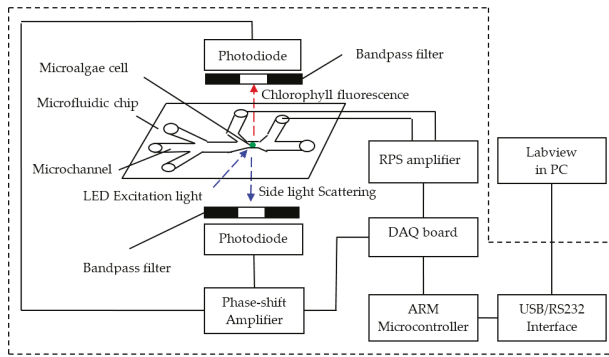 Photodiode
Bandpass filter
Microalgae cell
Chlorophyll fluorescence
Microfluidic chip
Microchannel
RPS amplifier
Labview
in PC
LED Excitation light
Side light Scattering
Photodiode
DAQ board
Bandpass filter
Phase-shift
Amplifier
ARM
Microcontroller
USB/RS232
Interface